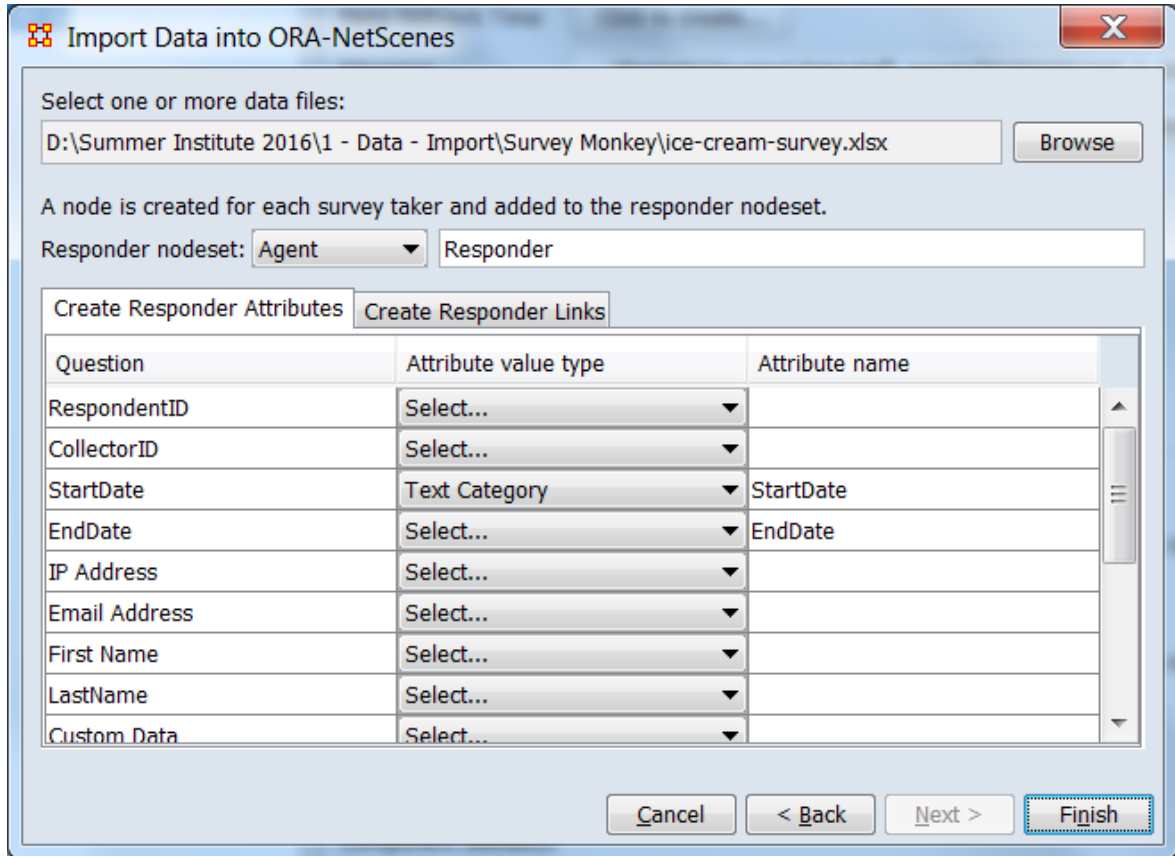 Import Data into ORA-NetScenes
Select one or more data files:
D:\Summer Institute 2016\1 - Data - Import\Survey Monkey\ice-cream-survey.xlsx Browse
A node is created for each survey taker and added to the responder nodeset.
Responder nodeset: Agent Responder
Create Responder Attributes Create Responder Links
Question Attribute value type Attribute name
RespondentID Select...
CollectorID Select...
StartDate Text Category StartDate
EndDate Select... EndDate
IP Address Select...
Email Address Select...
First Name Select...
LastName Select...
Custom Data Select...
Cancel < Back Next > Finish